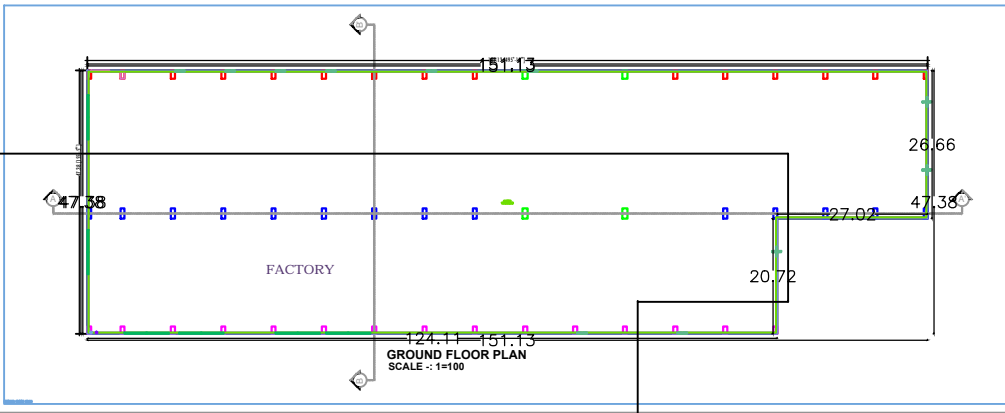 B
151.13
26.66
A
47.38
47.38
A'
27.02
FACTORY
20.72
124.11
151.13
GROUND FLOOR PLAN
SCALE -: 1=100
B